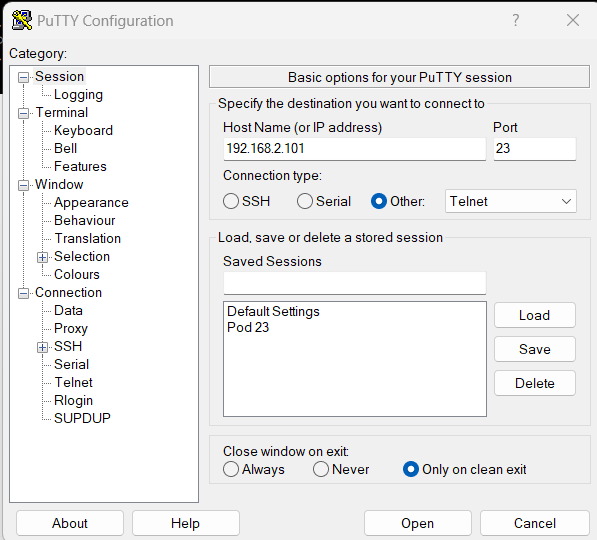 PuTTY Configuration
?
Category:
Session
Logging
Terminal
Keyboard
Bell
Features
Window
Appearance
Behaviour
Translation
Selection
Colours
Connection
Data
Proxy
SSH
Serial
Telnet
Rlogin
SUPDUP
Basic options for your PuTTY session
Specify the destination you want to connect to
Host Name (or IP address) Port
192.168.2.101 23
Connection type:
SSH Serial Other: Telnet
Load, save or delete a stored session
Saved Sessions
Default Settings
Pod 23
Load
Save
Delete
Close window on exit:
Always Never Only on clean exit
About Help Open Cancel